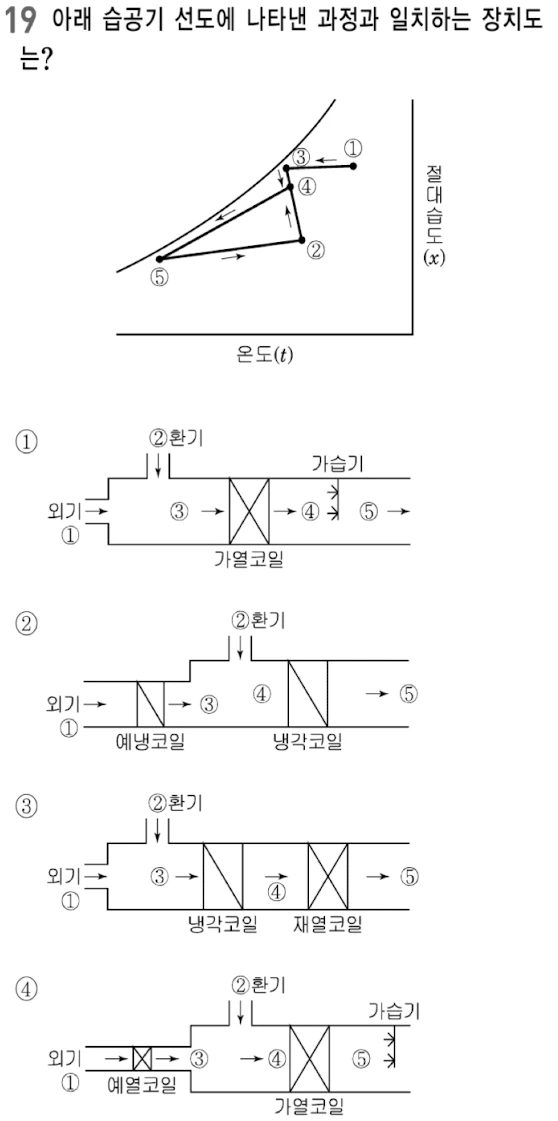 19 아래 습공기 선도에 나타낸 과정과 일치하는 장치도
는?
③
①
④
②
⑤
절대습도(x)
온도(t)
①
②환기
가습기
외기
③
④
⑤
①
가열코일
②
②환기
외기
③
④
⑤
①
예냉코일
냉각코일
③
②환기
외기
③
④
⑤
①
냉각코일
재열코일
④
②환기
가습기
외기
③
④
⑤
①
예열코일
가열코일